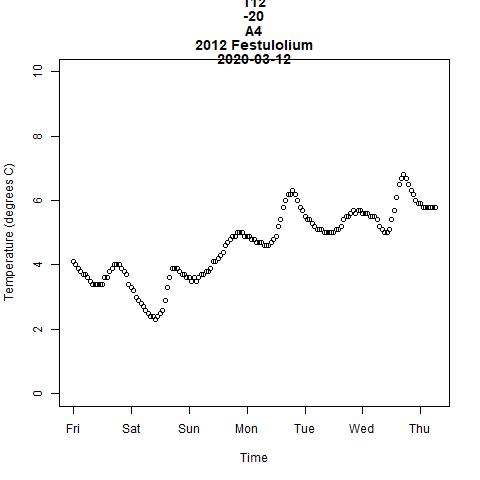 T12
-20
A4
2012 Festulolium
2020-03-12
Temperature (degrees C)
10
8
6
4
2
0
Fri Sat Sun Mon Tue Wed Thu
Time